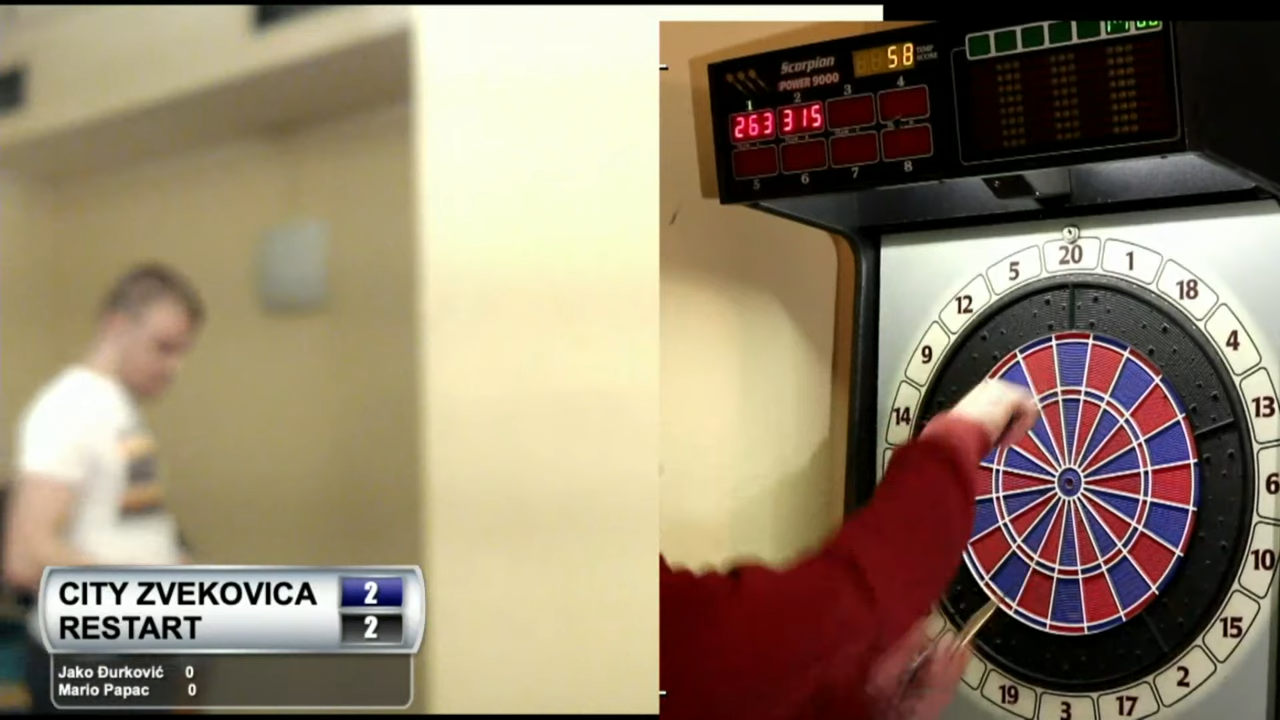 CITY ZVEKOVICA 2
RESTART 2
Jako Đurković 0
Mario Papac 0
Scorpion
POWER 9000
58
TEMP SCORE
1 2 3 4
263 315
5 6 7 8
20
1
18
4
13
6
10
15
2
17
3
19
14
9
12
5